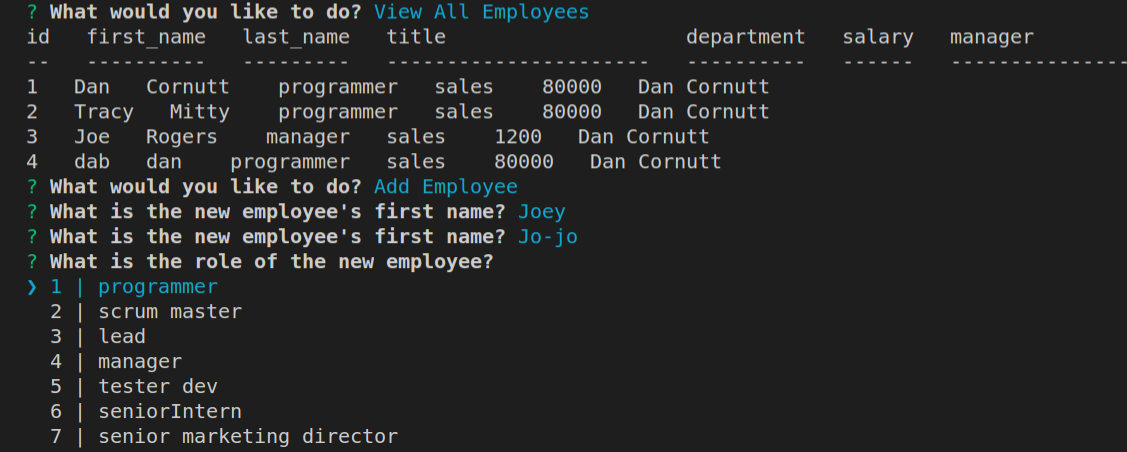 ? What would you like to do? View All Employees
id   first_name   last_name   title                    department   salary   manager
--   ----------   ---------   ----------------------   ----------   ------   ---------------
1   Dan   Cornutt    programmer   sales    80000   Dan Cornutt
2   Tracy   Mitty    programmer   sales    80000   Dan Cornutt
3   Joe   Rogers    manager   sales    1200   Dan Cornutt
4   dab   dan    programmer   sales    80000   Dan Cornutt
? What would you like to do? Add Employee
? What is the new employee's first name? Joey
? What is the new employee's first name? Jo-jo
? What is the role of the new employee?
❯ 1 | programmer
  2 | scrum master
  3 | lead
  4 | manager
  5 | tester dev
  6 | seniorIntern
  7 | senior marketing director